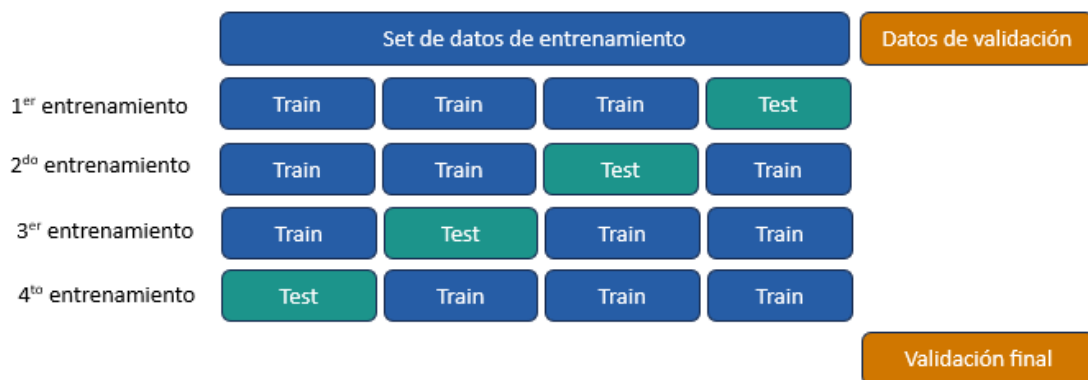 Set de datos de entrenamiento Datos de validación
1er entrenamiento Train Train Train Test
2do entrenamiento Train Train Test Train
3er entrenamiento Train Test Train Train
4to entrenamiento Test Train Train Train
Validación final